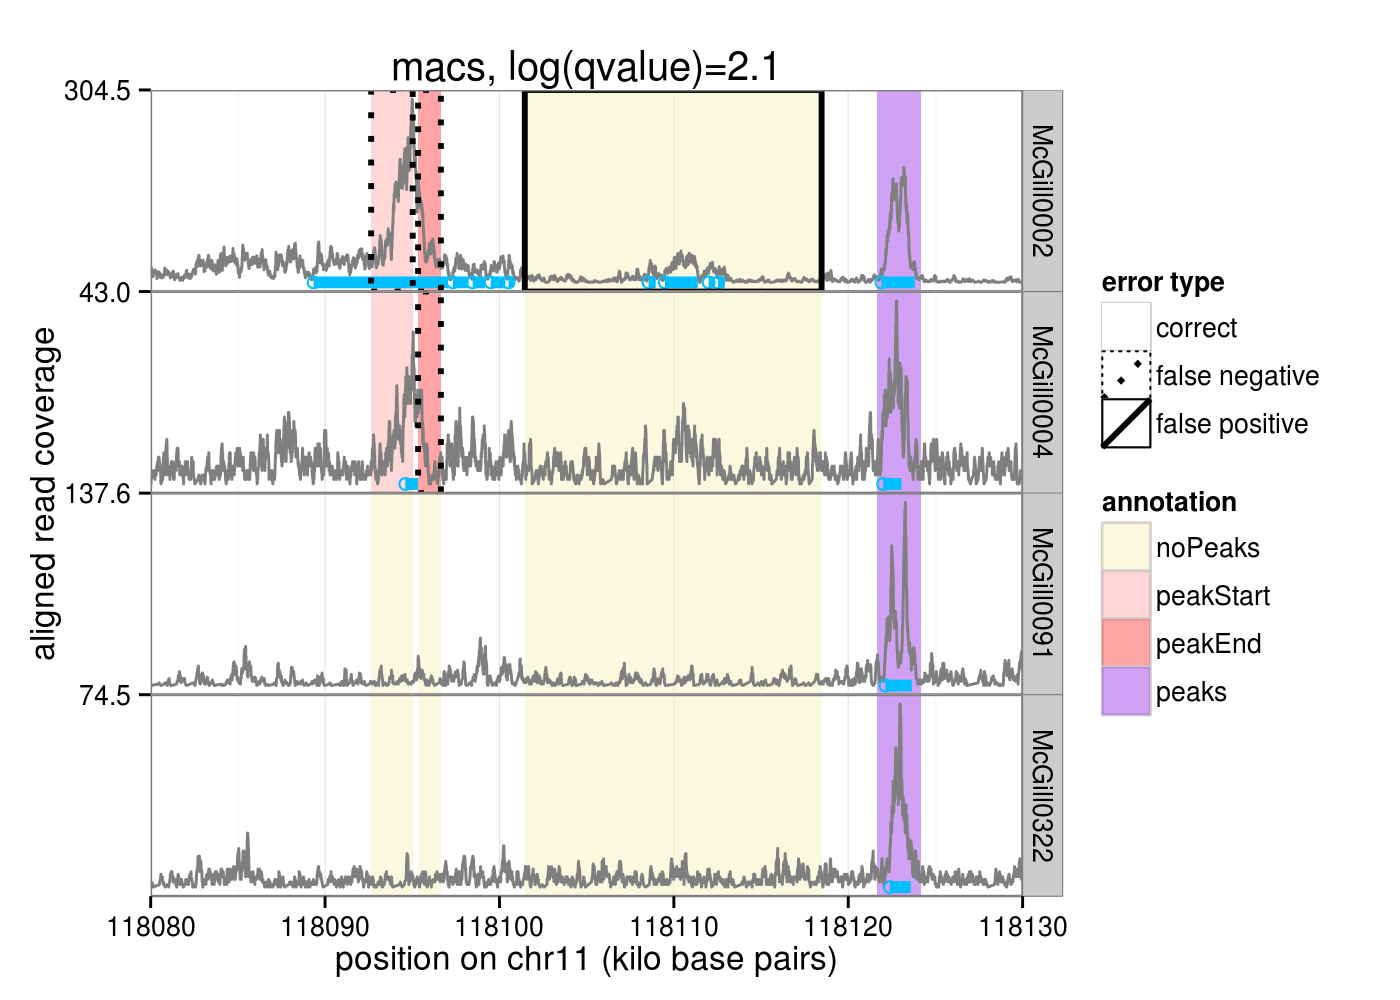 macs, log(qvalue)=2.1
304.5
43.0
137.6
74.5
aligned read coverage
McGill0002
McGill0004
McGill0091
McGill0322
118080
118090
118100
118110
118120
118130
position on chr11 (kilo base pairs)
error type
correct
false negative
false positive
annotation
noPeaks
peakStart
peakEnd
peaks